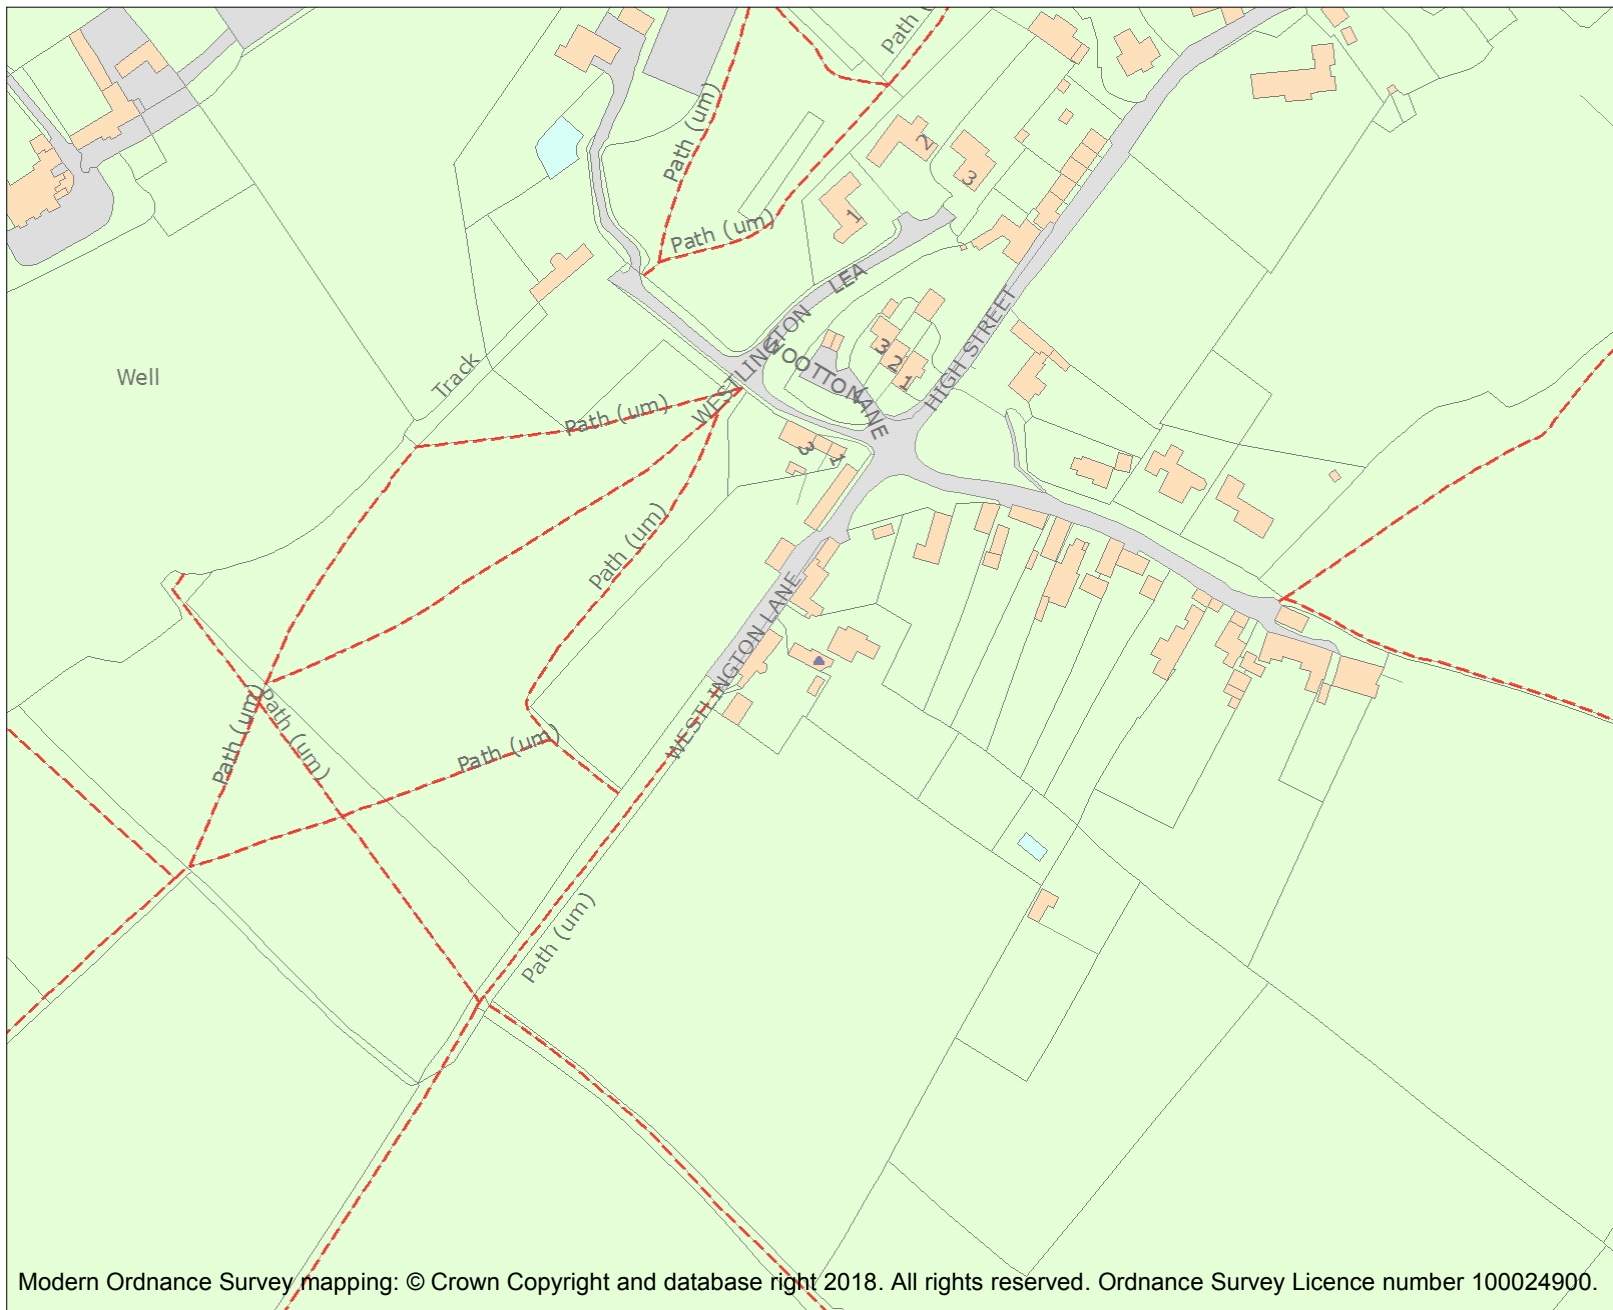 Path (u
Path (um)
2
3
1
Path (um)
WESTLINGTON LEA
HIGH STREET
WOOTTON LANE
3
2
1
Well
Track
Path (um)
3
1
Path (um)
WESTLINGTON LANE
Path (um)
Path (um)
Path (um)
Path (um)
Modern Ordnance Survey mapping: © Crown Copyright and database right 2018. All rights reserved. Ordnance Survey Licence number 100024900.